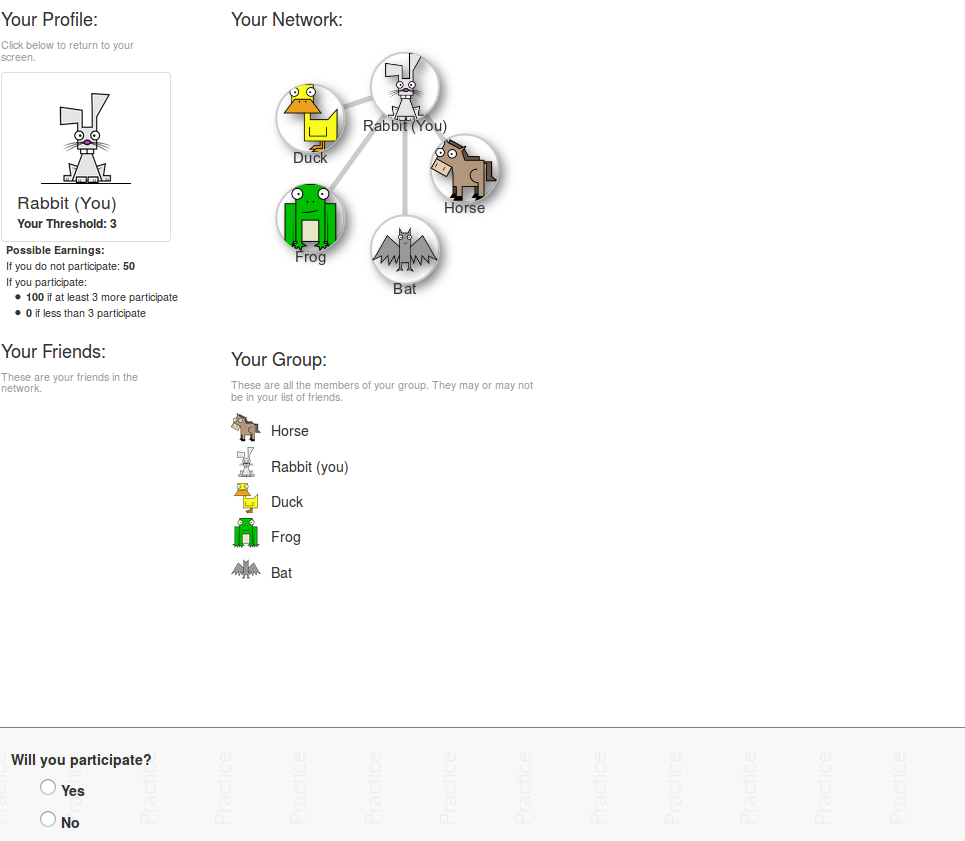 Your Profile:
Click below to return to your
screen.
Rabbit (You)
Your Threshold: 3
Possible Earnings:
If you do not participate: 50
If you participate:
100 if at least 3 more participate
0 if less than 3 participate
Your Friends:
These are your friends in the
network.
Your Network:
Rabbit (You)
Duck
Horse
Frog
Bat
Your Group:
These are all the members of your group. They may or may not
be in your list of friends.
Horse
Rabbit (you)
Duck
Frog
Bat
Will you participate?
Yes
No
Practice
Practice
Practice
Practice
Practice
Practice
Practice
Practice
Practice
Practice
Practice
Practice
Practice